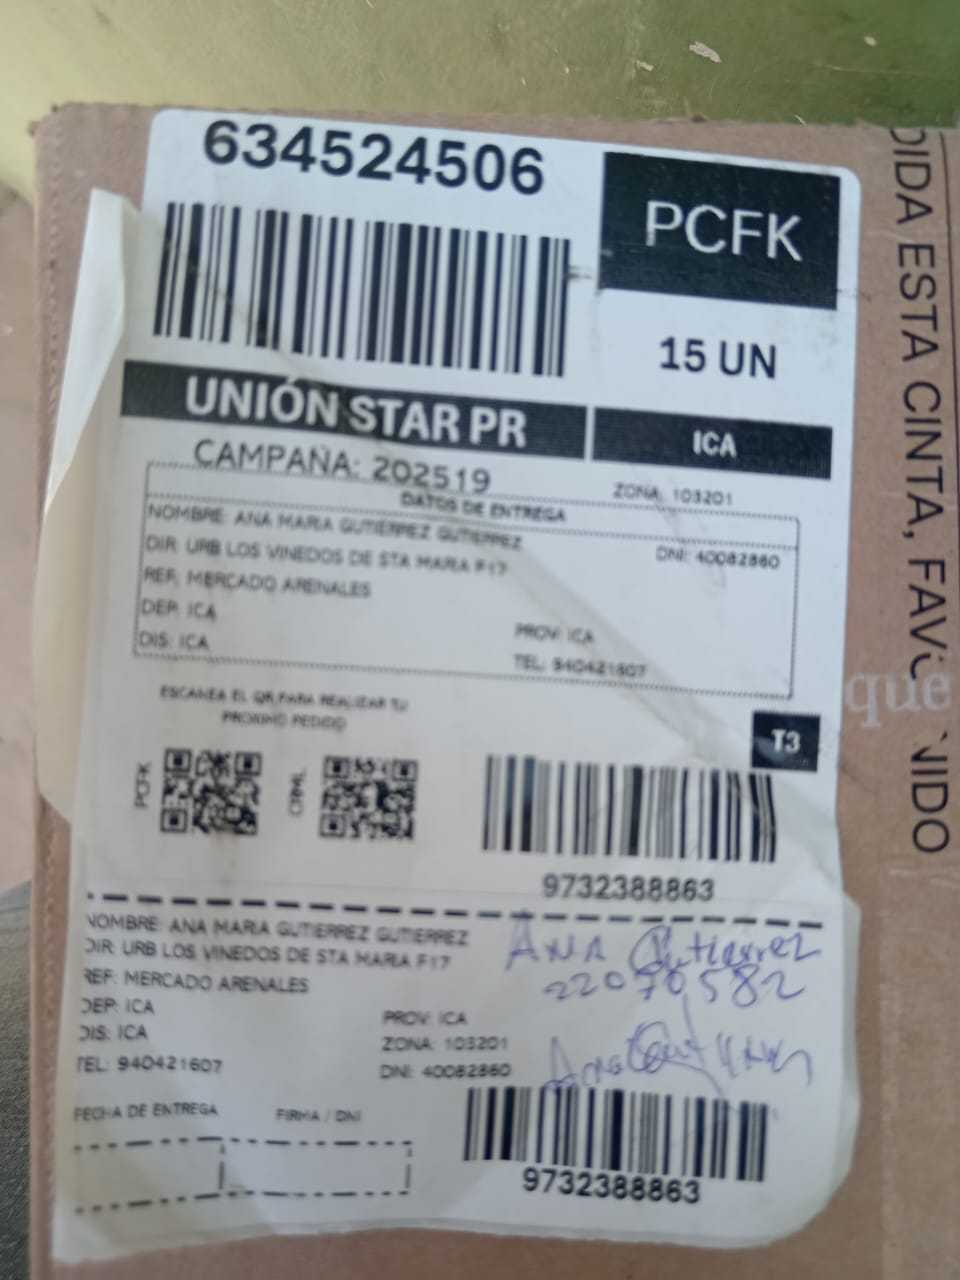 634524506
PCFK
15 UN
UNIÓN STAR PR
ICA
CAMPAÑA: 202519
ZONA: 103201
DATOS DE ENTREGA
NOMBRE: ANA MARIA GUTIERREZ GUTIERREZ
DNI: 40082860
DIR: URB LOS VINEDOS DE STA MARIA F17
REF: MERCADO ARENALES
DEP: ICA
PROV: ICA
DIS: ICA
TEL: 940421607
ESCANEA EL QR PARA REALIZAR TU
PROXIMO PEDIDO
T3
PCFK
9732388863
NOMBRE: ANA MARIA GUTIERREZ GUTIERREZ
DIR: URB LOS VINEDOS DE STA MARIA F17
REF: MERCADO ARENALES
DEP: ICA
PROV: ICA
DIS: ICA
ZONA: 103201
TEL: 940421607
DNI: 40082860
Ana Gutierrez
22070582
FECHA DE ENTREGA
FIRMA / DNI
9732388863
DIDA ESTA CINTA, FAVO
NIDO
que